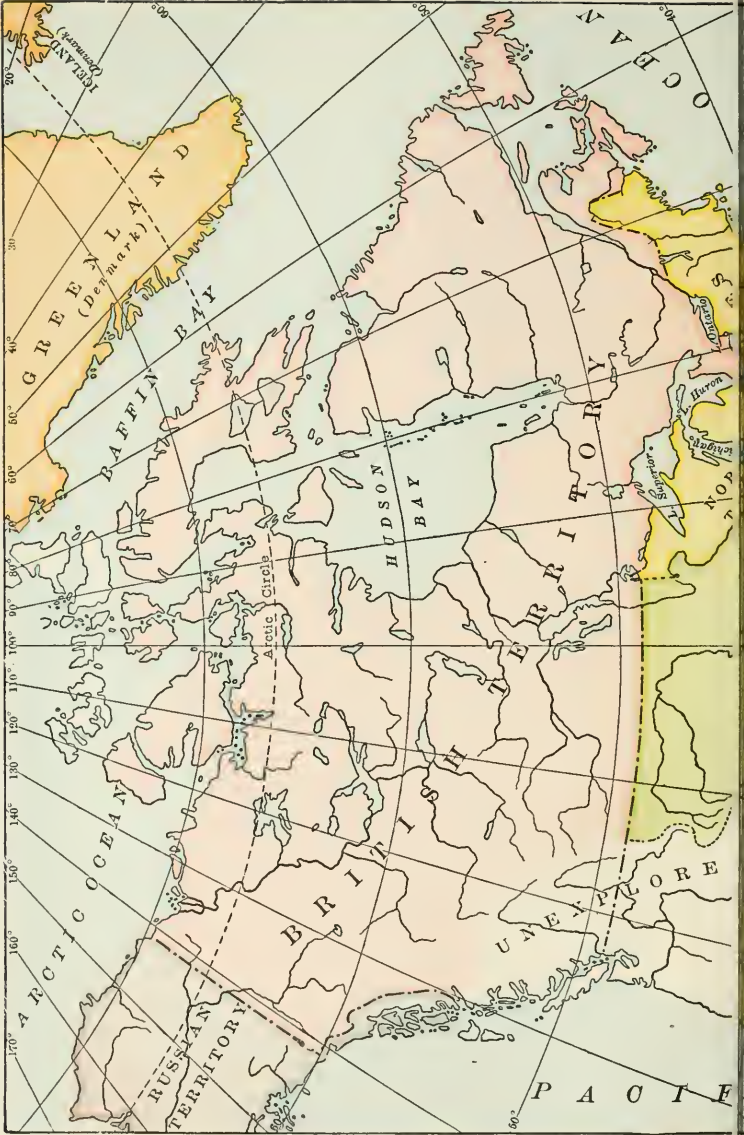 60°
50°
40°
20°
ICELAND
(Denmark)
OCEAN
GREENLAND
(Denmark)
30°
40°
50°
60°
70°
80°
90°
100°
110°
120°
130°
140°
150°
160°
170°
BAFFIN BAY
HUDSON
BAY
Arctic Circle
ARCTIC OCEAN
BRITISH TERRITORY
Ontario
Huron
Superior
L.
NOR
UNEXPLORE
RUSSIAN
TERRITORY
60°
PACIF